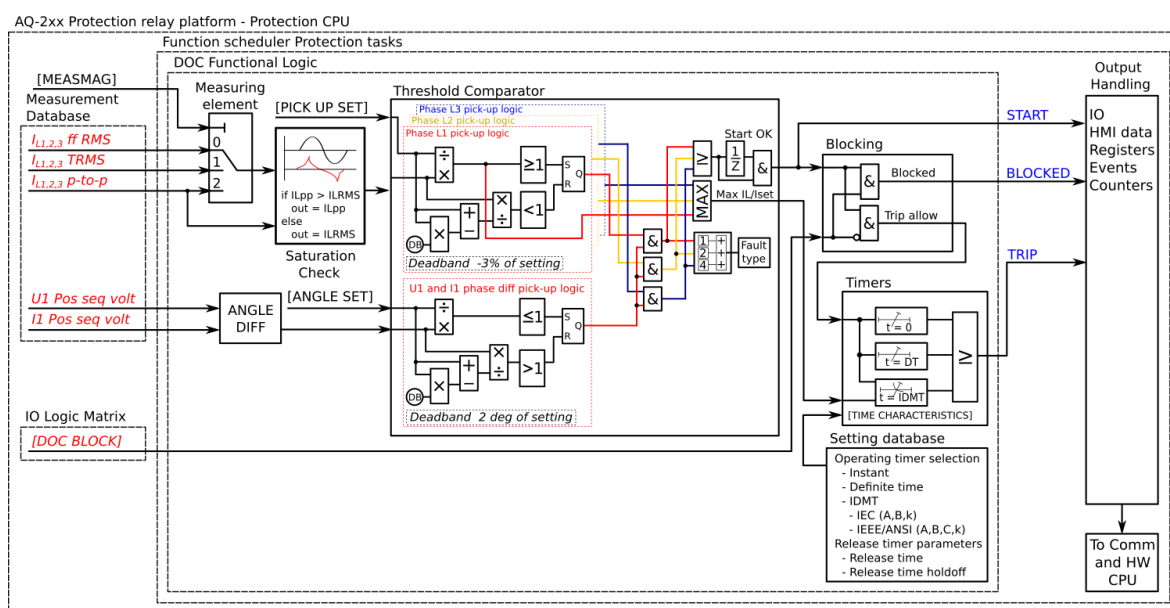 AQ-2xx Protection relay platform - Protection CPU
Function scheduler Protection tasks
DOC Functional Logic
[MEASMAG]
Measurement
Database
I L1,2,3 ff RMS
I L1,2,3 TRMS
I L1,2,3 p-to-p
Measuring
element
0
1
2
[PICK UP SET]
if ILpp > ILRMS
out = ILpp
else
out = ILRMS
Saturation
Check
Threshold Comparator
Phase L3 pick-up logic
Phase L2 pick-up logic
Phase L1 pick-up logic
÷
×
≥1
S
Q
R
+
−
×
÷
<1
DB
×
Deadband -3% of setting
U1 and I1 phase diff pick-up logic
÷
×
≤1
S
Q
R
+
−
×
÷
>1
DB
×
Deadband 2 deg of setting
&
&
&
≥
MAX
1
Z
Start OK
&
Max IL/Iset
1 +
2 +
4 +
Fault
type
U1 Pos seq volt
I1 Pos seq volt
ANGLE
DIFF
[ANGLE SET]
IO Logic Matrix
[DOC BLOCK]
Blocking
&
Blocked
&
Trip allow
Timers
t = 0
t = DT
t = IDMT
≥
[TIME CHARACTERISTICS]
Setting database
Operating timer selection
- Instant
- Definite time
- IDMT
- IEC (A,B,k)
- IEEE/ANSI (A,B,C,k)
Release timer parameters
- Release time
- Release time holdoff
START
BLOCKED
TRIP
Output
Handling
IO
HMI data
Registers
Events
Counters
To Comm
and HW
CPU